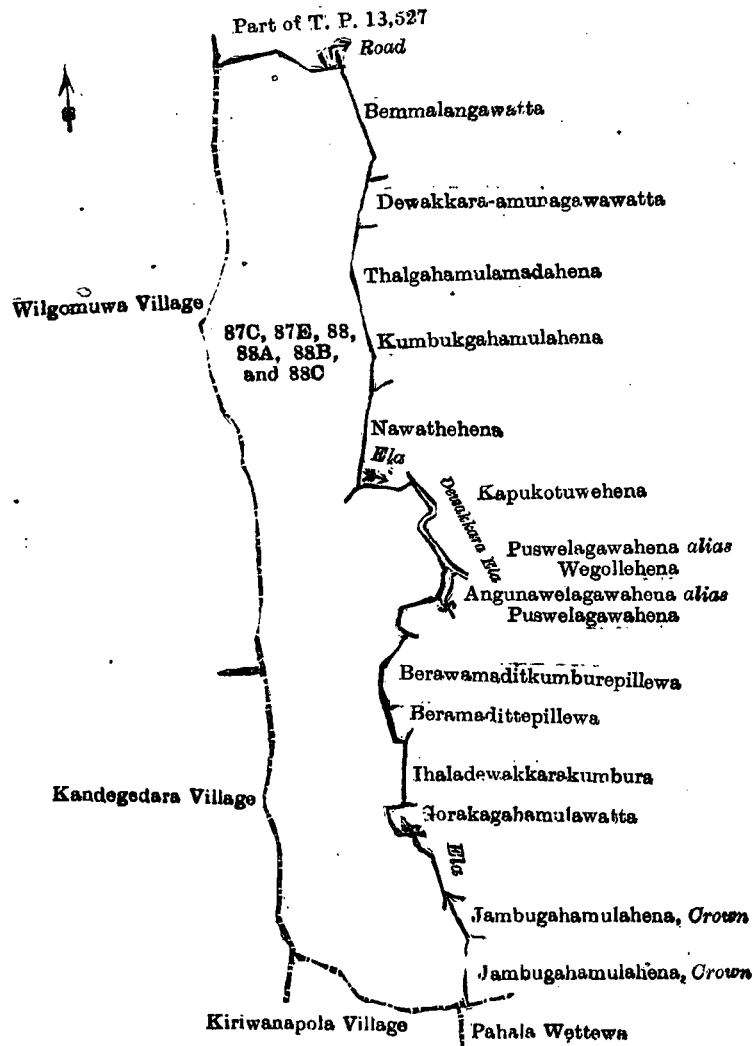 Part of T. P. 13,527
Road
Bemmalangawatta
Dewakkara-amunagawawatta
Thalgahamulamadahena
Wilgomuwa Village
87C, 87E, 88,
88A, 88B,
and 88C
Kumbukgahamulahena
Nawathehena
Ela
Dewakkara Ela
Kapukotuwehena
Puswelagawahena alias
Wegollehena
Angunawelagawahena alias
Puswelagawahena
Berawamaditkumburepillewa
Beramadittepillewa
Ihaladewakkarakumbura
Kandegedara Village
Gorakagahamulawatta
Ela
Jambugahamulahena, Crown
Jambugahamulahena, Crown
Kiriwanapola Village
Pahala Wettewa